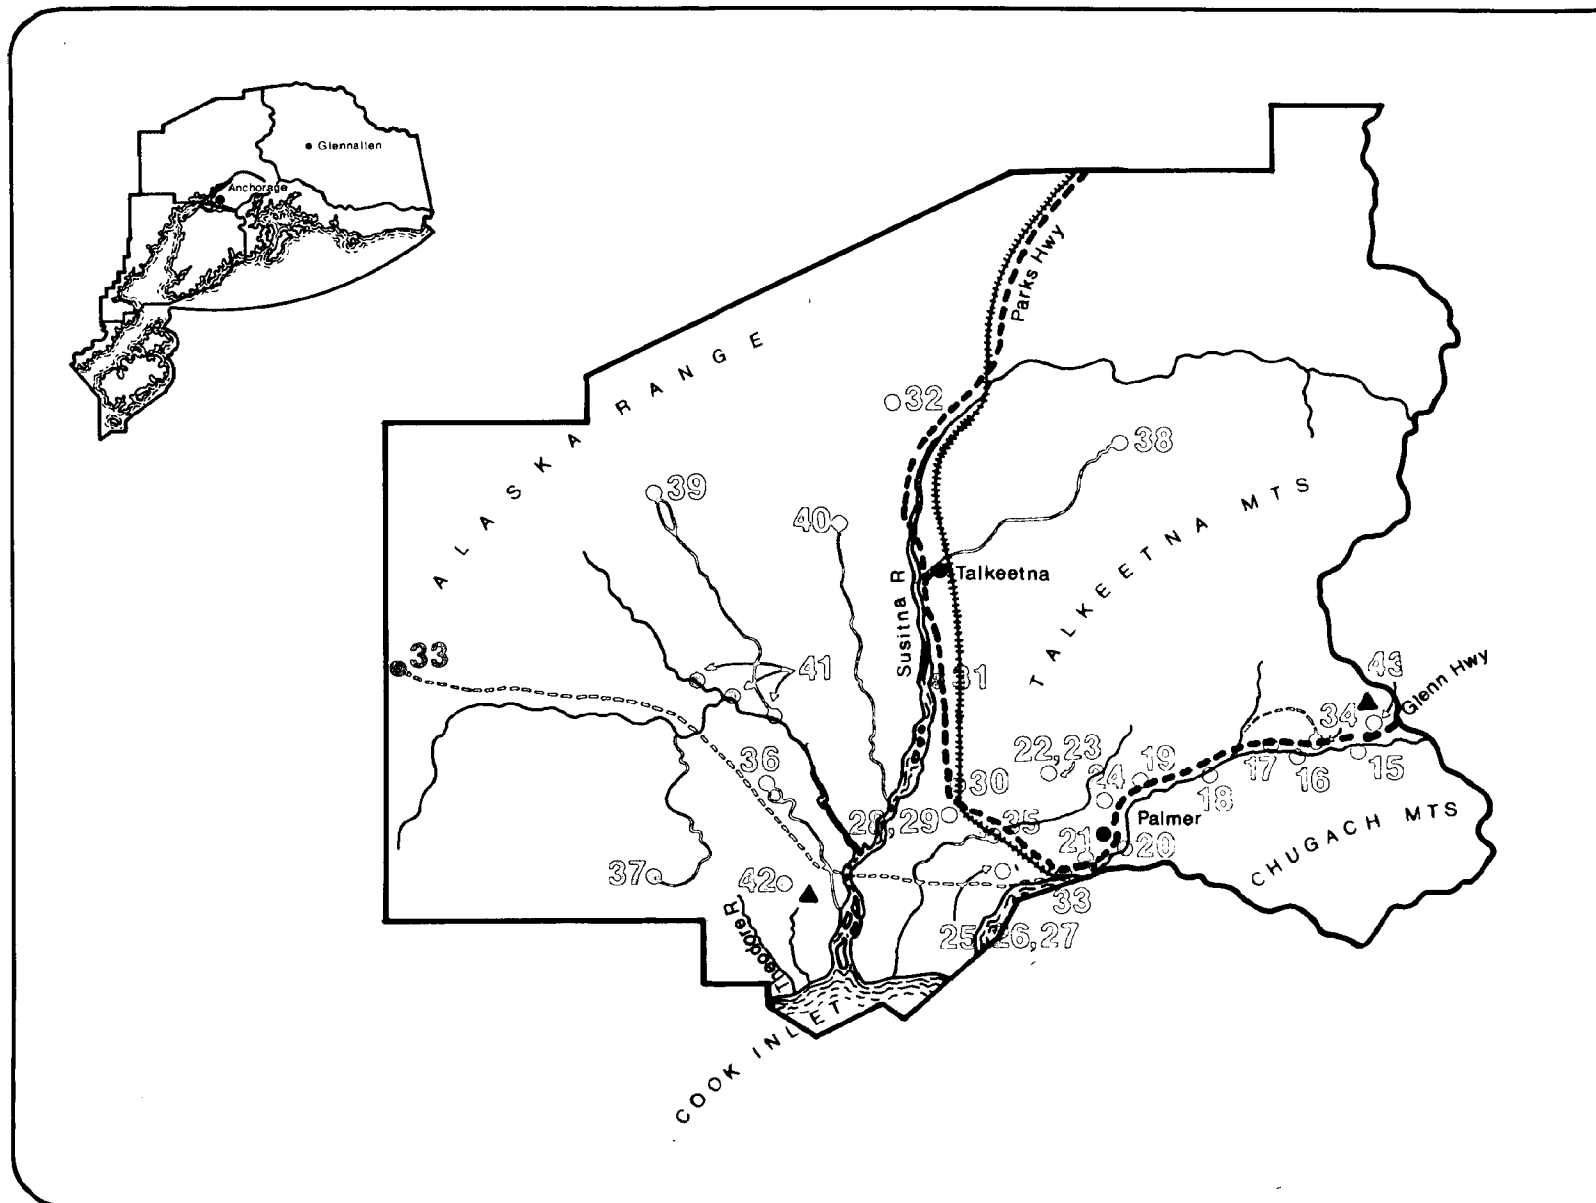 Glennallen
Anchorage
Parks Hwy
ALASKA RANGE
32
38
39
40
TALKEETNA MTS
Talkeetna
Susitna R
33
41
31
43
Glenn Hwy
34
36
22,23
19
17
16
15
30
24
18
28,29
35
Palmer
21
20
CHUGACH MTS
37
42
33
Theodore R
25,26,27
COOK INLET